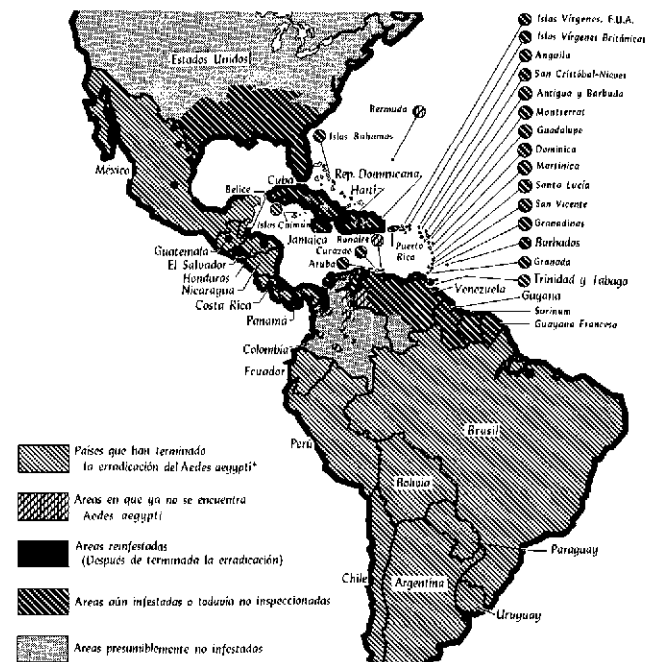 Islas Vírgenes, E.U.A.
Islas Vírgenes Británicas
Anguila
San Cristóbal-Nieves
Antigua y Barbuda
Montserrat
Guadalupe
Dominica
Martinica
Santa Lucía
San Vicente
Granadinas
Barbados
Granada
Trinidad y Tabago
Estados Unidos
Bermuda
Islas Bahamas
México
Cuba
Rep. Dominicana,
Haití
Belice
Islas Caimán
Jamaica
Bonaire
Curazao
Aruba
Puerto
Rico
Guatemala
El Salvador
Honduras
Nicaragua
Costa Rica
Panamá
Venezuela
Guyana
Surinam
Guayana Francesa
Colombia
Ecuador
Perú
Brasil
Bolivia
Paraguay
Chile
Argentina
Uruguay
Países que han terminado
la erradicación del Aedes aegypti*
Areas en que ya no se encuentra
Aedes aegypti
Areas reinfestadas
(Después de terminada la erradicación)
Areas aún infestadas o todavía no inspeccionadas
Areas presumiblemente no infestadas